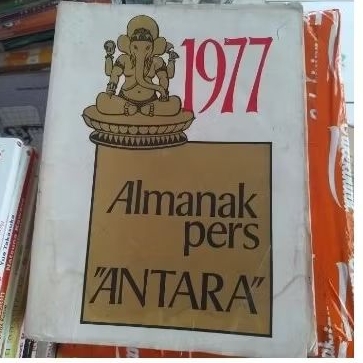 1977
Almanak
pers
"ANTARA"